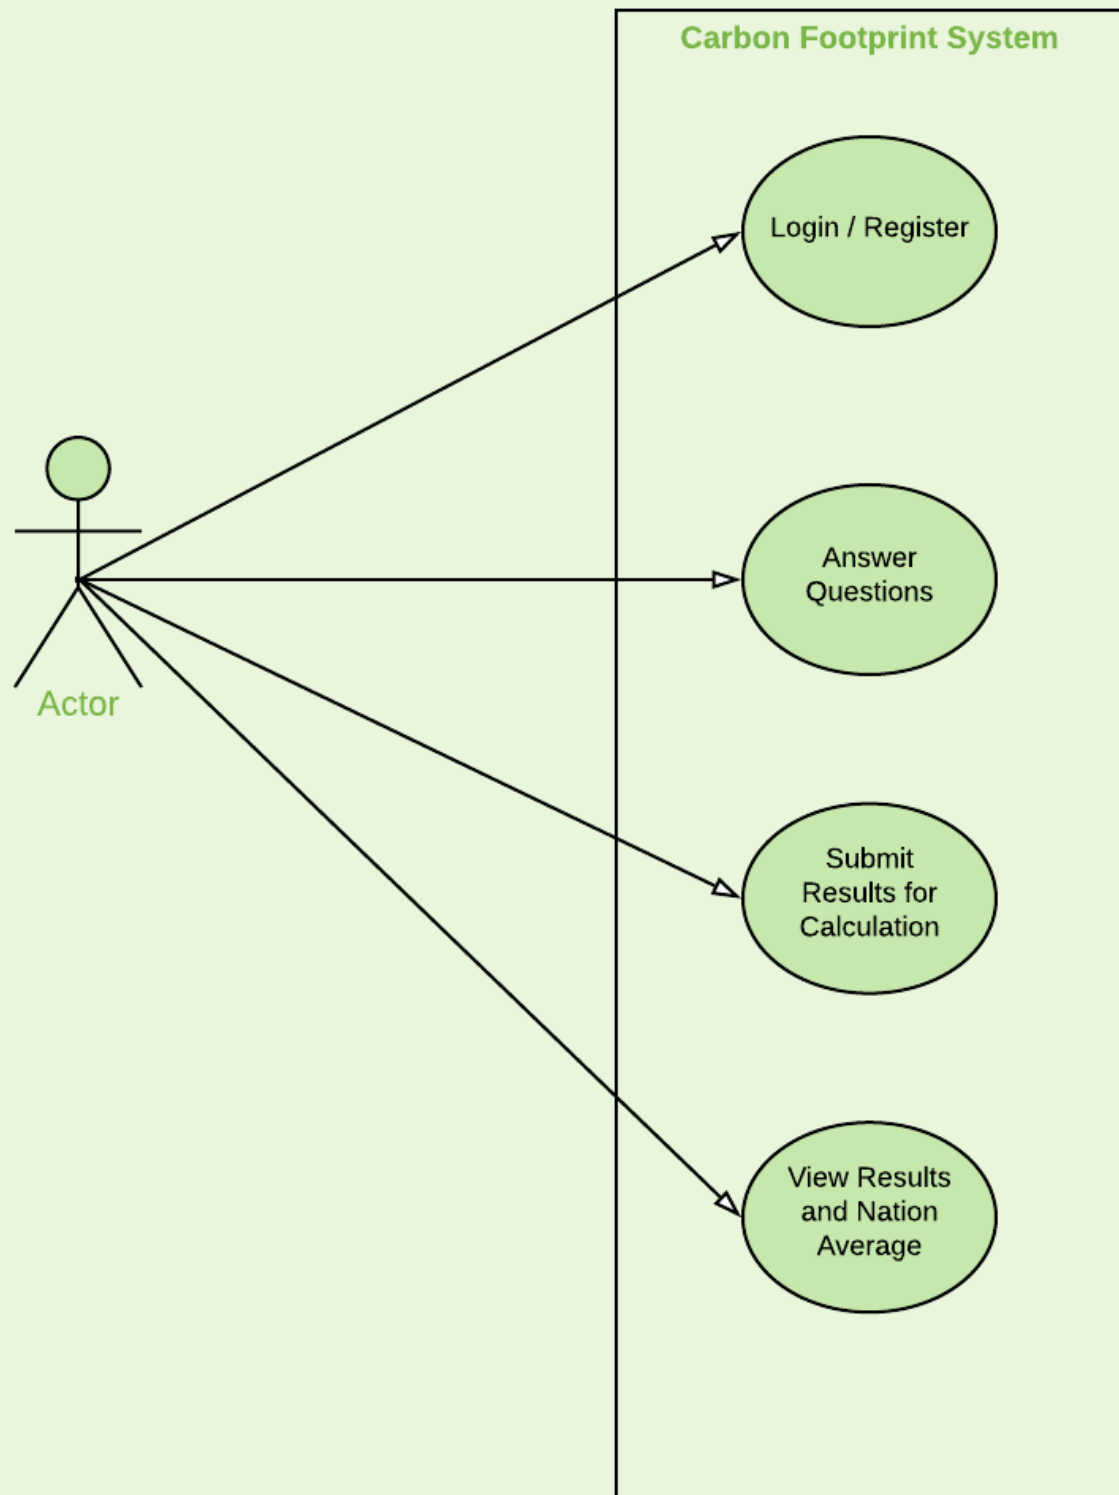 Carbon Footprint System
Login / Register
Answer
Questions
Actor
Submit
Results for
Calculation
View Results
and Nation
Average